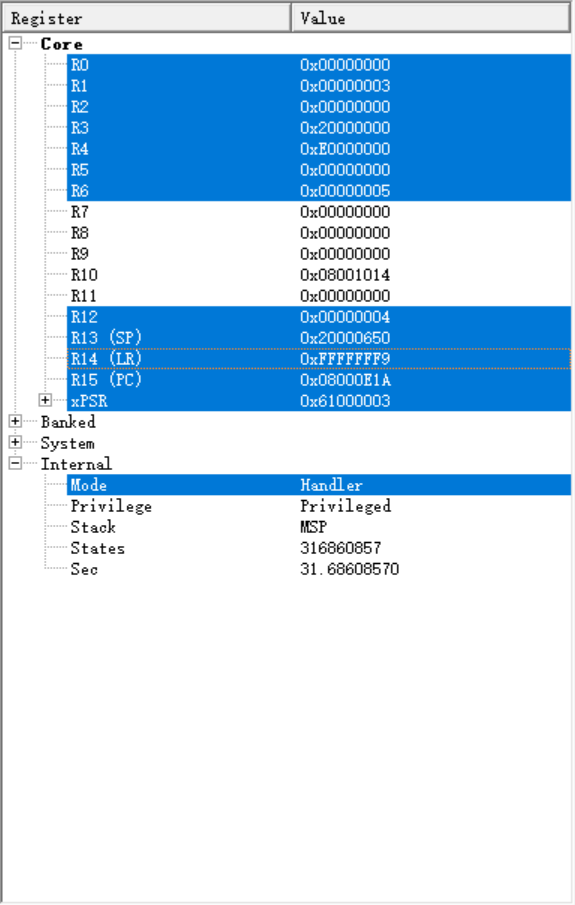 Register Value
Core
R0 0x00000000
R1 0x00000003
R2 0x00000000
R3 0x20000000
R4 0xE0000000
R5 0x00000000
R6 0x00000005
R7 0x00000000
R8 0x00000000
R9 0x00000000
R10 0x08001014
R11 0x00000000
R12 0x00000004
R13 (SP) 0x20000650
R14 (LR) 0xFFFFFFF9
R15 (PC) 0x08000E1A
xPSR 0x61000003
Banked
System
Internal
Mode Handler
Privilege Privileged
Stack MSP
States 316860857
Sec 31.68608570